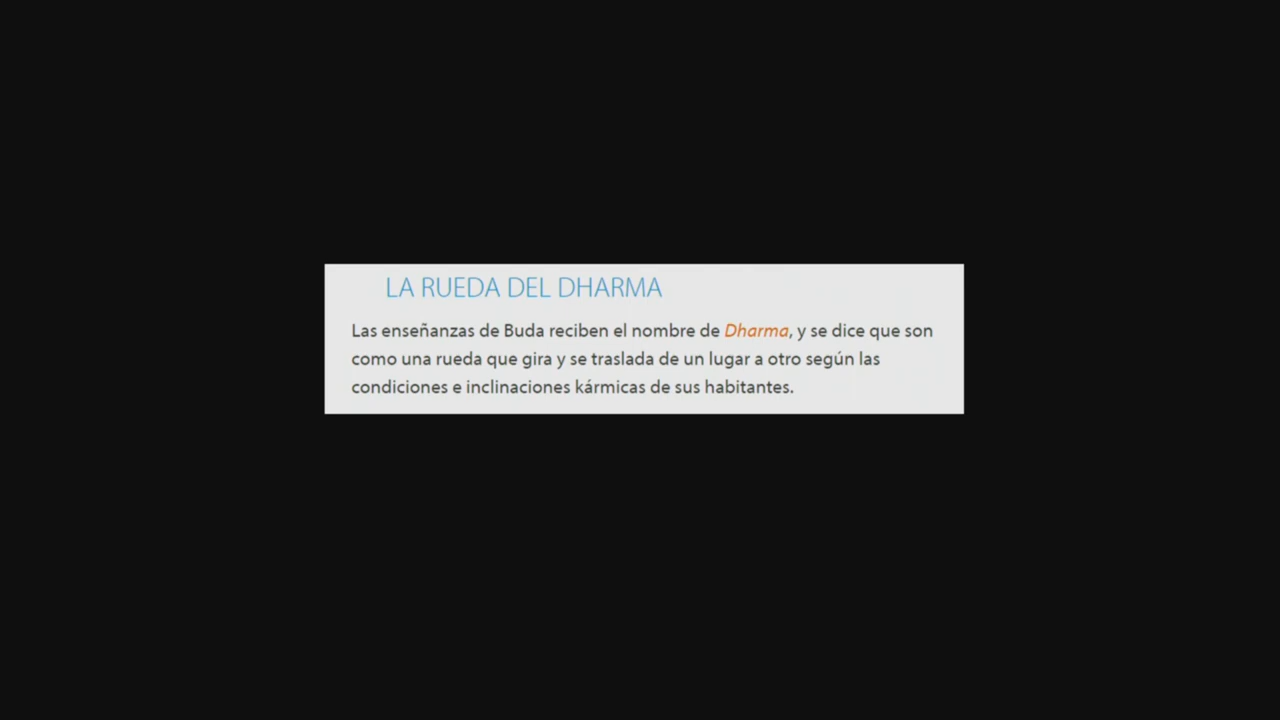 LA RUEDA DEL DHARMA
Las enseñanzas de Buda reciben el nombre de Dharma, y se dice que son
como una rueda que gira y se traslada de un lugar a otro según las
condiciones e inclinaciones kármicas de sus habitantes.